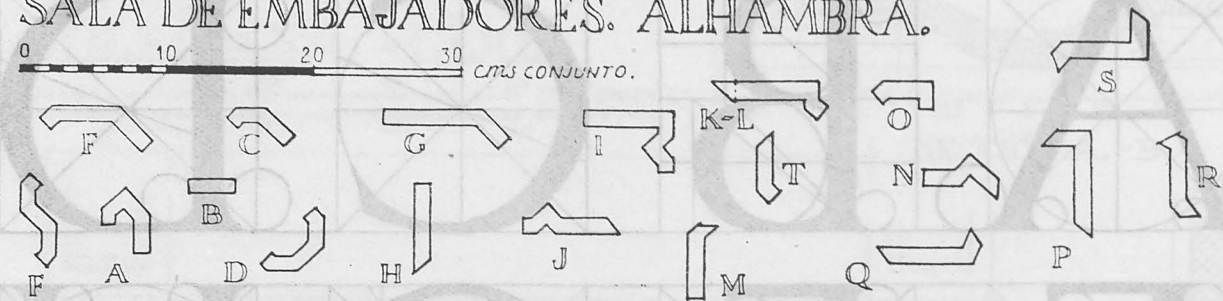 SALA DE EMBAJADORES. ALHAMBRA.
0 10 20 30 cms CONJUNTO.
S
F C G I K-L O
T N R
B
F A D H J M Q P